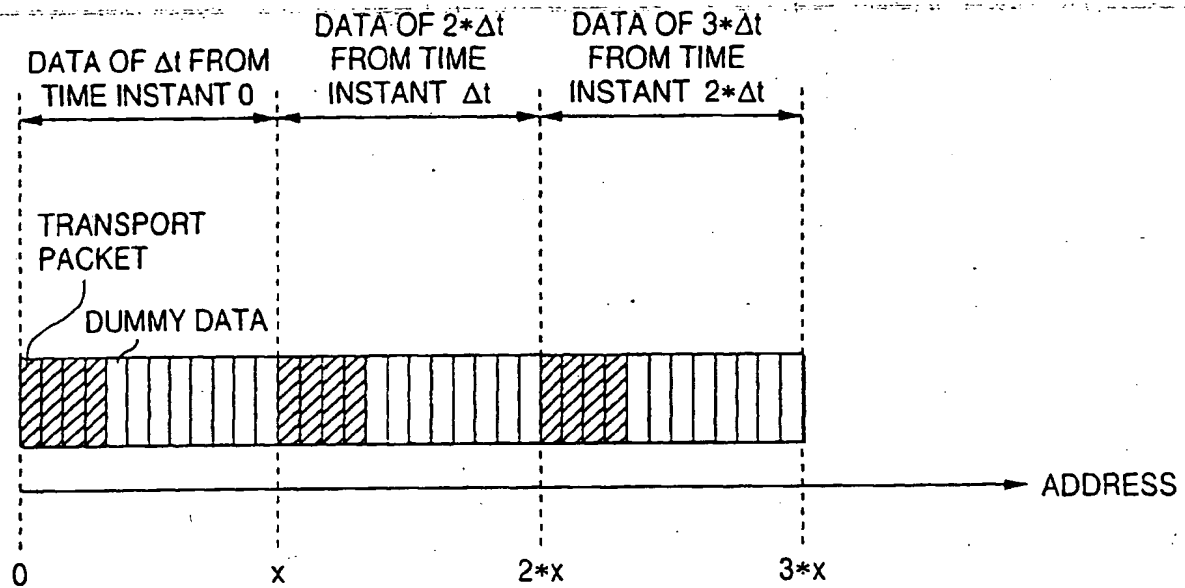 DATA OF Δt FROM
TIME INSTANT 0
DATA OF 2*Δt
FROM TIME
INSTANT Δt
DATA OF 3*Δt
FROM TIME
INSTANT 2*Δt
TRANSPORT
PACKET
DUMMY DATA
ADDRESS
0
x
2*x
3*x